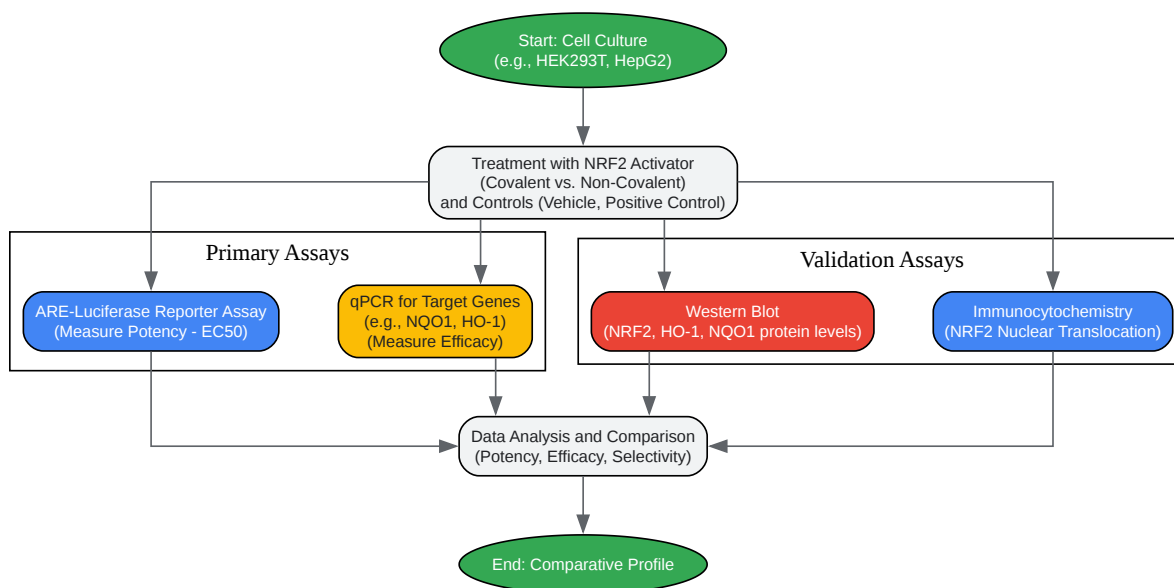 Start: Cell Culture
(e.g., HEK293T, HepG2)
Treatment with NRF2 Activator
(Covalent vs. Non-Covalent)
and Controls (Vehicle, Positive Control)
Primary Assays
ARE-Luciferase Reporter Assay
(Measure Potency - EC50)
qPCR for Target Genes
(e.g., NQO1, HO-1)
(Measure Efficacy)
Validation Assays
Western Blot
(NRF2, HO-1, NQO1 protein levels)
Immunocytochemistry
(NRF2 Nuclear Translocation)
Data Analysis and Comparison
(Potency, Efficacy, Selectivity)
End: Comparative Profile